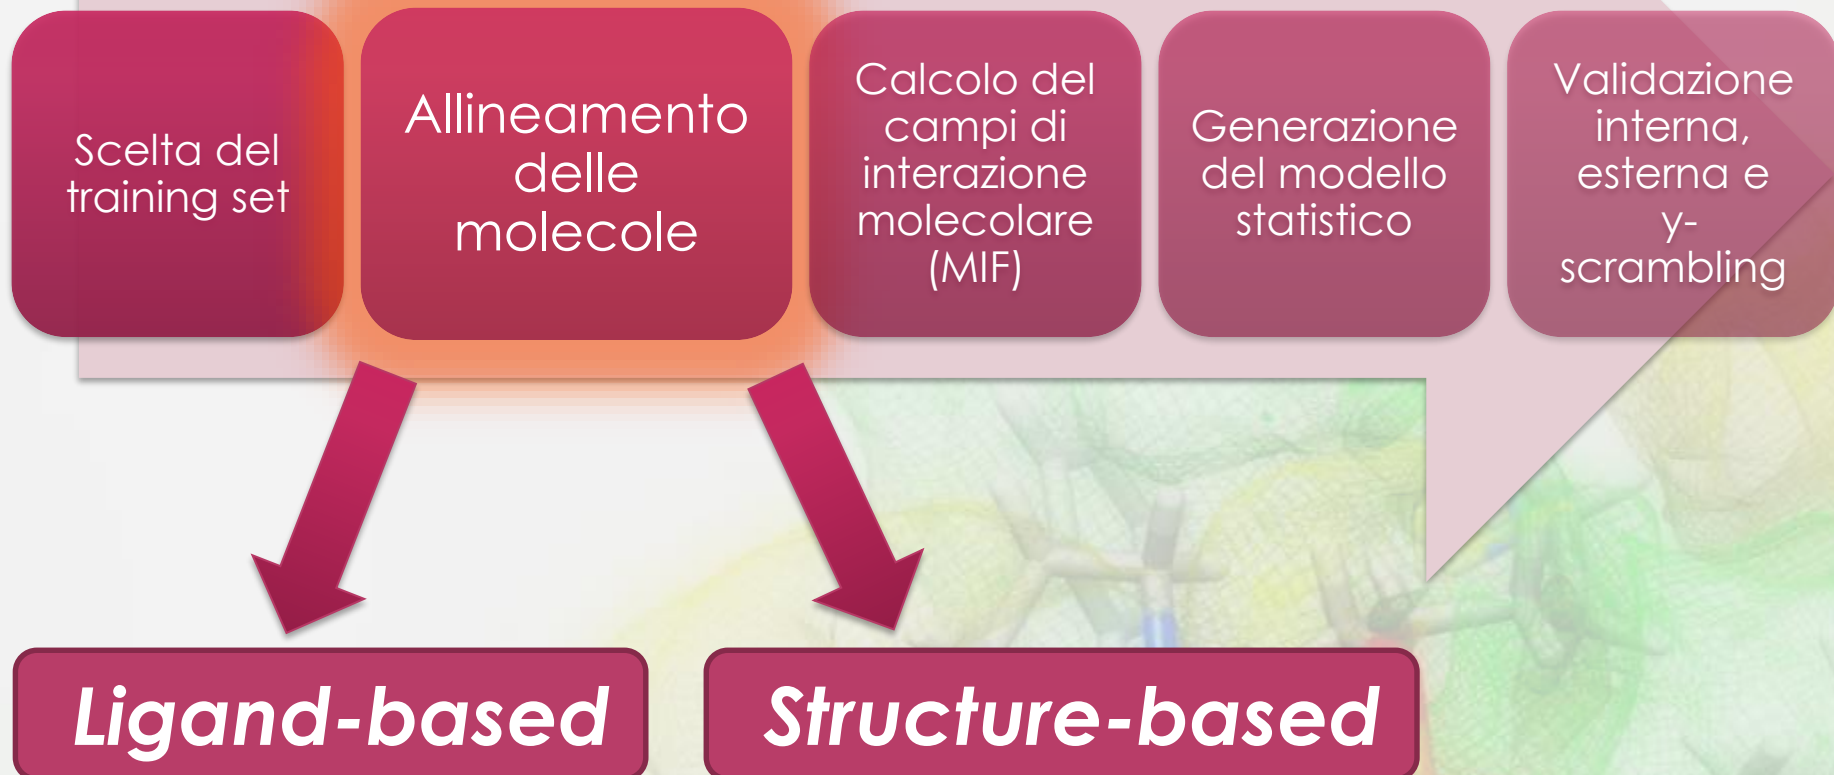 Scelta del
training set
Allineamento
delle
molecole
Calcolo del
campi di
interazione
molecolare
(MIF)
Generazione
del modello
statistico
Validazione
interna,
esterna e
y-
scrambling
Ligand-based
Structure-based